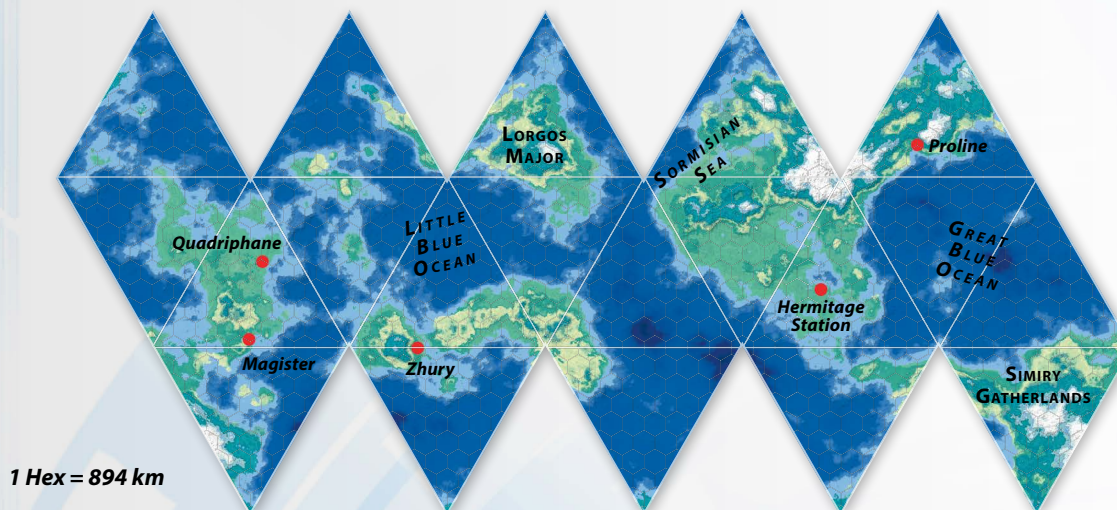 Lorgos
Major
Sormisian
Sea
Proline
Quadriphane
Little
Blue
Ocean
Great
Blue
Ocean
Hermitage
Station
Magister
Zhury
Simiry
Gatherlands
1 Hex = 894 km